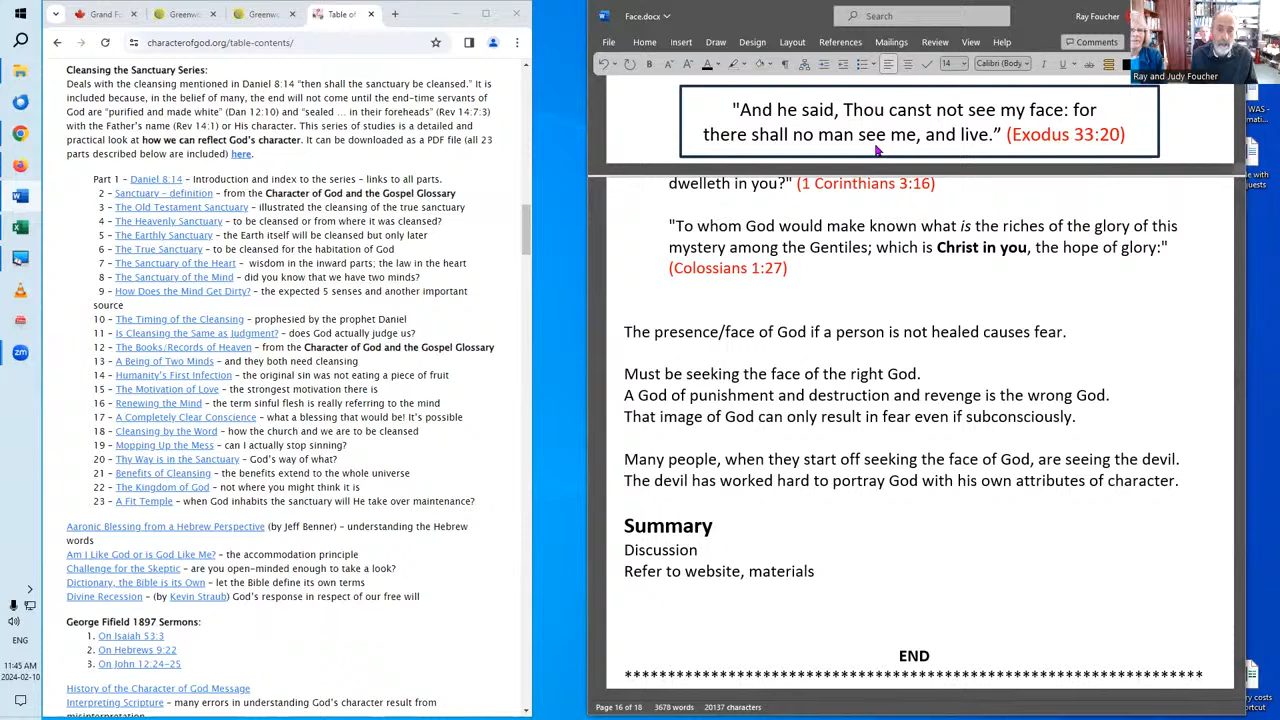 Grand F
Greenwo
Greenwo
Table of
characterofgod.org/table-contents/
Cleansing the Sanctuary Series:
Deals with the cleansing mentioned in Daniel 8:14 "then shall the sanctuary be cleansed." It is
included because, in the belief of many, the end will not come until the end-time servants of
God are "purified and made white" (Dan 12:10) and "sealed ... in their foreheads" (Rev 14:7:3)
with the Father's name (Rev 14:1) or His character. This series of studies is a detailed and
practical look at how we can reflect God's character. It can be downloaded as a PDF file (all 23
parts described below are included) here.
Part 1 – Daniel 8:14 – Introduction and index to the series – links to all parts.
2 – Sanctuary – definition – from the Character of God and the Gospel Glossary
3 – The Old Testament Sanctuary – illustrated the cleansing of the true sanctuary
4 – The Heavenly Sanctuary – to be cleansed or from where it was cleansed?
5 – The Earthly Sanctuary – the Earth itself will be cleansed but only later
6 – The True Sanctuary – to be cleansed for the habitation of God
7 – The Sanctuary of the Heart – wisdom in the inward parts; the law in the heart
8 – The Sanctuary of the Mind – did you know that we have two minds?
9 – How Does the Mind Get Dirty? – the expected 5 senses and another important
source
10 – The Timing of the Cleansing – prophesied by the prophet Daniel
11 – Is Cleansing the Same as Judgment? – does God actually judge us?
12 – The Books/Records of Heaven – from the Character of God and the Gospel Glossary
13 – A Being of Two Minds – and they both need cleansing
14 – Humanity's First Infection – the original sin was not eating a piece of fruit
15 – The Motivation of Love – the strongest motivation there is
16 – Renewing the Mind – the term sinful flesh is really referring to the mind
17 – A Completely Clear Conscience – what a blessing that would be! It's possible
18 – Cleansing by the Word – how the church and we are to be cleansed
19 – Mopping Up the Mess – can I actually stop sinning?
20 – Thy Way is in the Sanctuary – God's way of what?
21 – Benefits of Cleansing – the benefits extend to the whole universe
22 – The Kingdom of God – not where you might think it is
23 – A Fit Temple – when God inhabits the sanctuary will He take over maintenance?
Aaronic Blessing from a Hebrew Perspective (by Jeff Benner) – understanding the Hebrew
words
Am I Like God or is God Like Me? – the accommodation principle
Challenge for the Skeptic – are you open-minded enough to take a look?
Dictionary, the Bible is its Own – let the Bible define its own terms
Divine Recession – (by Kevin Straub) God's response in respect of our free will
George Fifield 1897 Sermons:
1. On Isaiah 53:3
2. On Hebrews 9:22
3. On John 12:24-25
History of the Character of God Message
Interpreting Scripture – many errors in understanding God's character result from
misinterpretation
zm
ENG
11:45 AM
2024-02-10
Face.docx
Search
Ray Foucher
File Home Insert Draw Design Layout References Mailings Review View Help
Comments
14
Calibri (Body)
Ray and Judy Foucher
"And he said, Thou canst not see my face: for
there shall no man see me, and live." (Exodus 33:20)
dwelleth in you?" (1 Corinthians 3:16)
"To whom God would make known what is the riches of the glory of this
mystery among the Gentiles; which is Christ in you, the hope of glory:"
(Colossians 1:27)
The presence/face of God if a person is not healed causes fear.
Must be seeking the face of the right God.
A God of punishment and destruction and revenge is the wrong God.
That image of God can only result in fear even if subconsciously.
Many people, when they start off seeking the face of God, are seeing the devil.
The devil has worked hard to portray God with his own attributes of character.
Summary
Discussion
Refer to website, materials
END
Page 16 of 18 3678 words 20137 characters